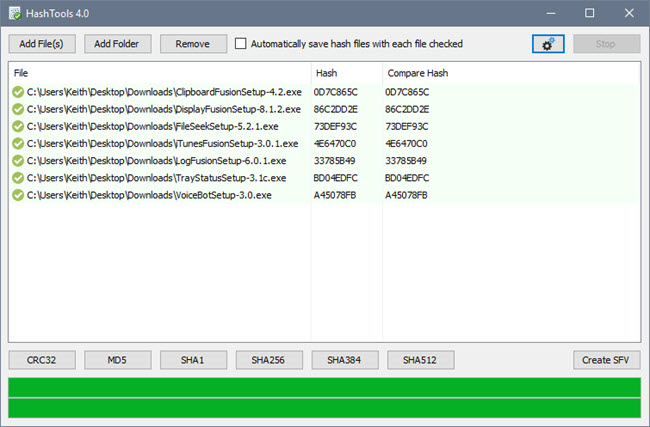 HashTools 4.0
Add File(s) Add Folder Remove Automatically save hash files with each file checked Stop
File Hash Compare Hash
C:\Users\Keith\Desktop\Downloads\ClipboardFusionSetup-4.2.exe 0D7C865C 0D7C865C
C:\Users\Keith\Desktop\Downloads\DisplayFusionSetup-8.1.2.exe 86C2DD2E 86C2DD2E
C:\Users\Keith\Desktop\Downloads\FileSeekSetup-5.2.1.exe 73DEF93C 73DEF93C
C:\Users\Keith\Desktop\Downloads\iTunesFusionSetup-3.0.1.exe 4E6470C0 4E6470C0
C:\Users\Keith\Desktop\Downloads\LogFusionSetup-6.0.1.exe 33785B49 33785B49
C:\Users\Keith\Desktop\Downloads\TrayStatusSetup-3.1c.exe BD04EDFC BD04EDFC
C:\Users\Keith\Desktop\Downloads\VoiceBotSetup-3.0.exe A45078FB A45078FB
CRC32 MD5 SHA1 SHA256 SHA384 SHA512 Create SFV